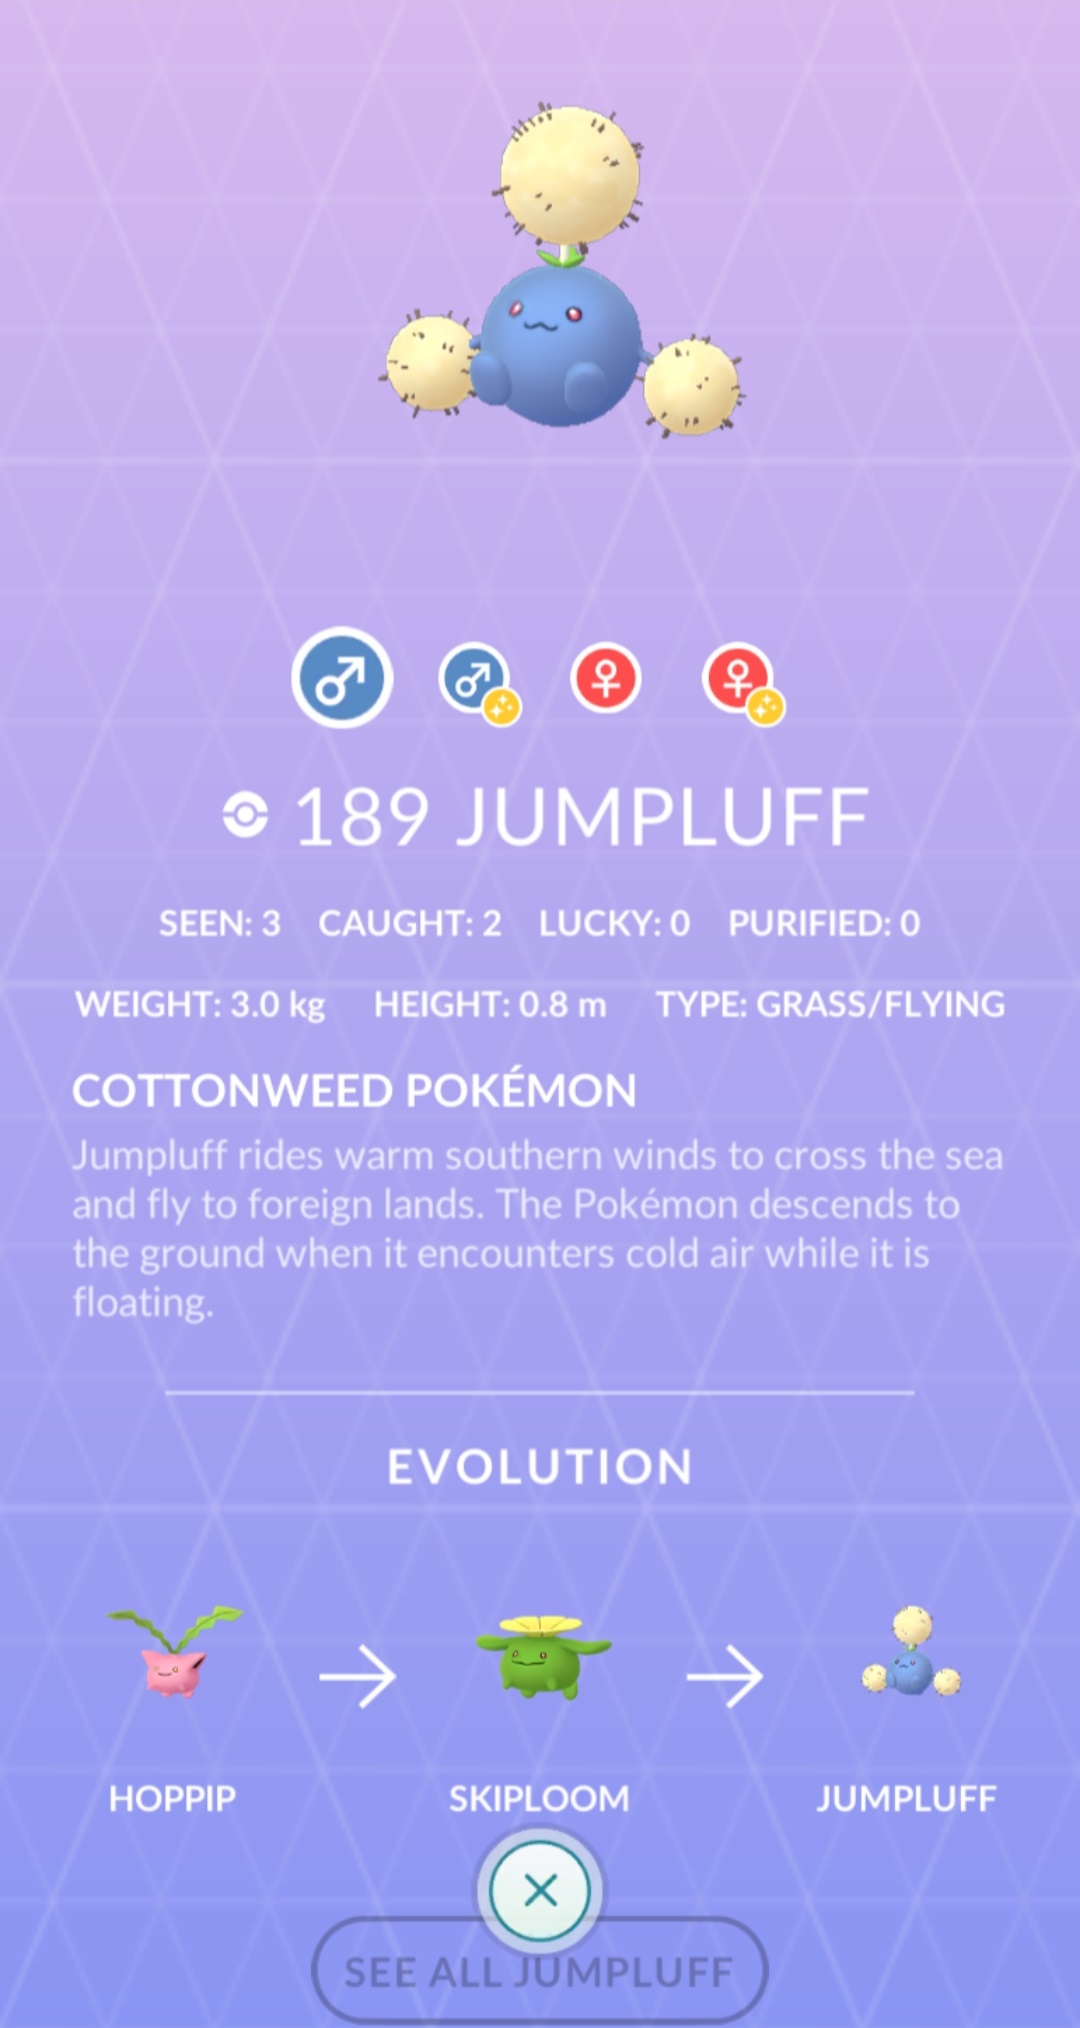 189 JUMPLUFF
SEEN: 3 CAUGHT: 2 LUCKY: 0 PURIFIED: 0
WEIGHT: 3.0 kg HEIGHT: 0.8 m TYPE: GRASS/FLYING
COTTONWEED POKÉMON
Jumpluff rides warm southern winds to cross the sea
and fly to foreign lands. The Pokémon descends to
the ground when it encounters cold air while it is
floating.
EVOLUTION
HOPPIP SKIPLOOM JUMPLUFF
SEE ALL JUMPLUFF